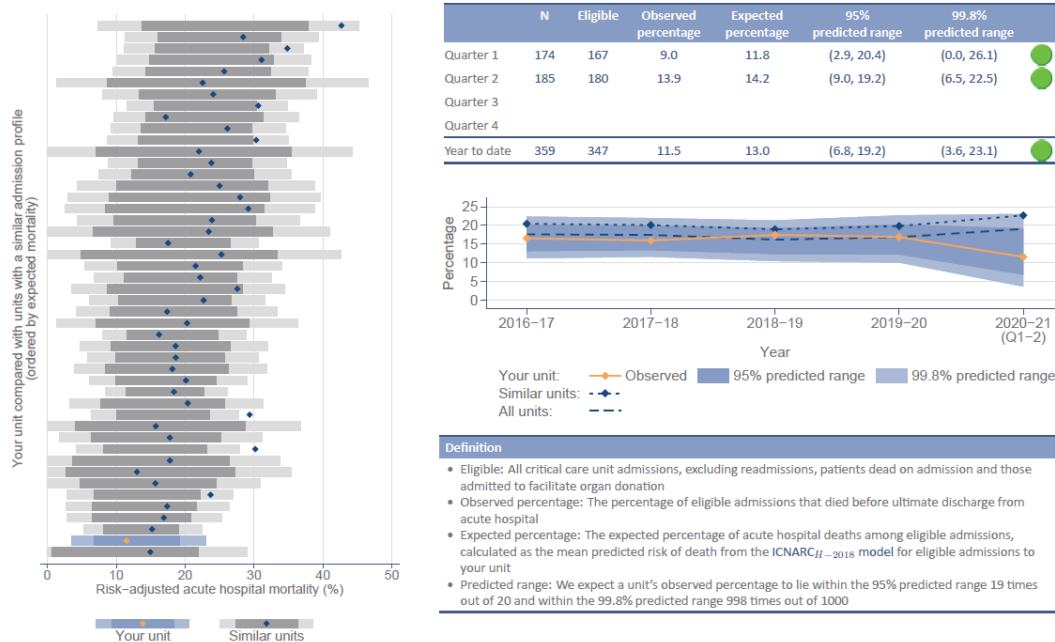 Your unit compared with units with a similar admission profile
(ordered by expected mortality)
0 10 20 30 40 50
Risk−adjusted acute hospital mortality (%)
Your unit Similar units
N Eligible Observed percentage Expected percentage 95% predicted range 99.8% predicted range
Quarter 1 174 167 9.0 11.8 (2.9, 20.4) (0.0, 26.1)
Quarter 2 185 180 13.9 14.2 (9.0, 19.2) (6.5, 22.5)
Quarter 3
Quarter 4
Year to date 359 347 11.5 13.0 (6.8, 19.2) (3.6, 23.1)
Percentage
25
20
15
10
5
0
2016−17 2017−18 2018−19 2019−20 2020−21
(Q1−2)
Year
Your unit: Observed 95% predicted range 99.8% predicted range
Similar units:
All units:
Definition
• Eligible: All critical care unit admissions, excluding readmissions, patients dead on admission and those
admitted to facilitate organ donation
• Observed percentage: The percentage of eligible admissions that died before ultimate discharge from
acute hospital
• Expected percentage: The expected percentage of acute hospital deaths among eligible admissions,
calculated as the mean predicted risk of death from the ICNARC H−2018 model for eligible admissions to
your unit
• Predicted range: We expect a unit's observed percentage to lie within the 95% predicted range 19 times
out of 20 and within the 99.8% predicted range 998 times out of 1000